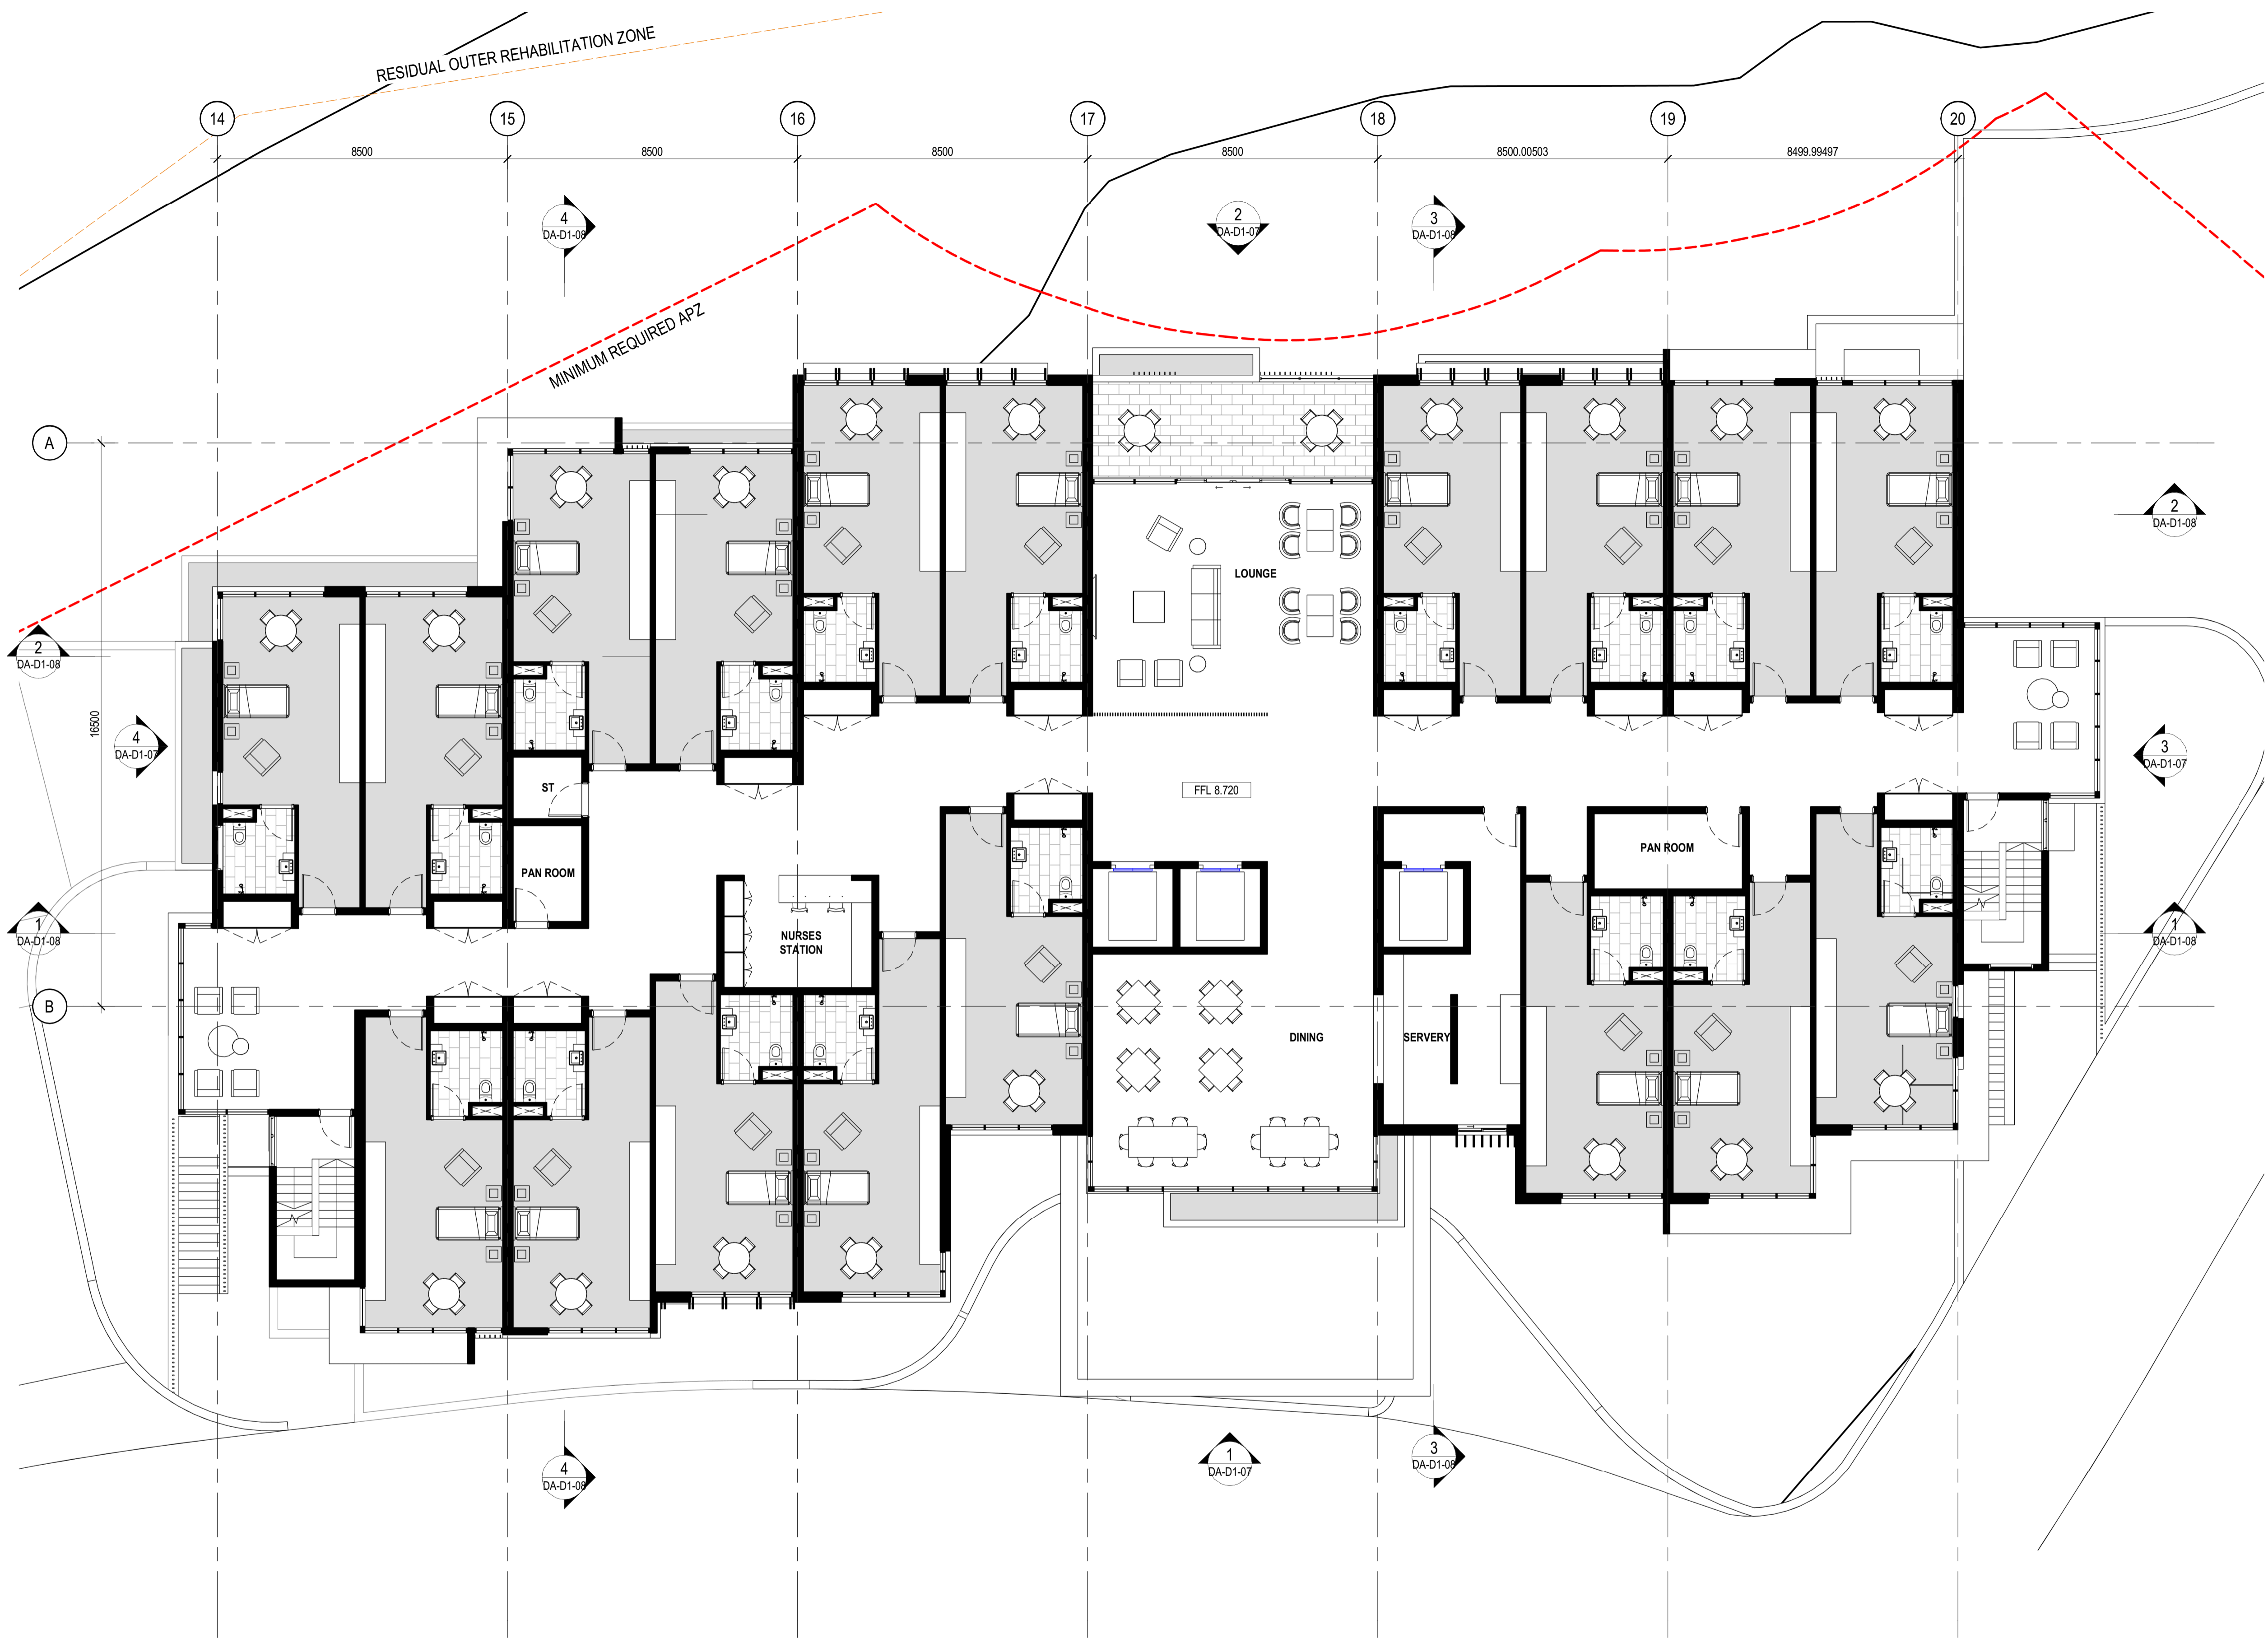 RESIDUAL OUTER REHABILITATION ZONE
14
15
16
17
18
19
20
8500
8500
8500
8500
8500.00503
8499.99497
4
DA-D1-08
2
DA-D1-07
3
DA-D1-08
MINIMUM REQUIRED APZ
A
2
DA-D1-08
LOUNGE
2
DA-D1-08
16500
4
DA-D1-07
3
DA-D1-07
ST
FFL 8.720
PAN ROOM
PAN ROOM
1
DA-D1-08
NURSES
STATION
1
DA-D1-08
B
DINING
SERVERY
4
DA-D1-08
1
DA-D1-07
3
DA-D1-08